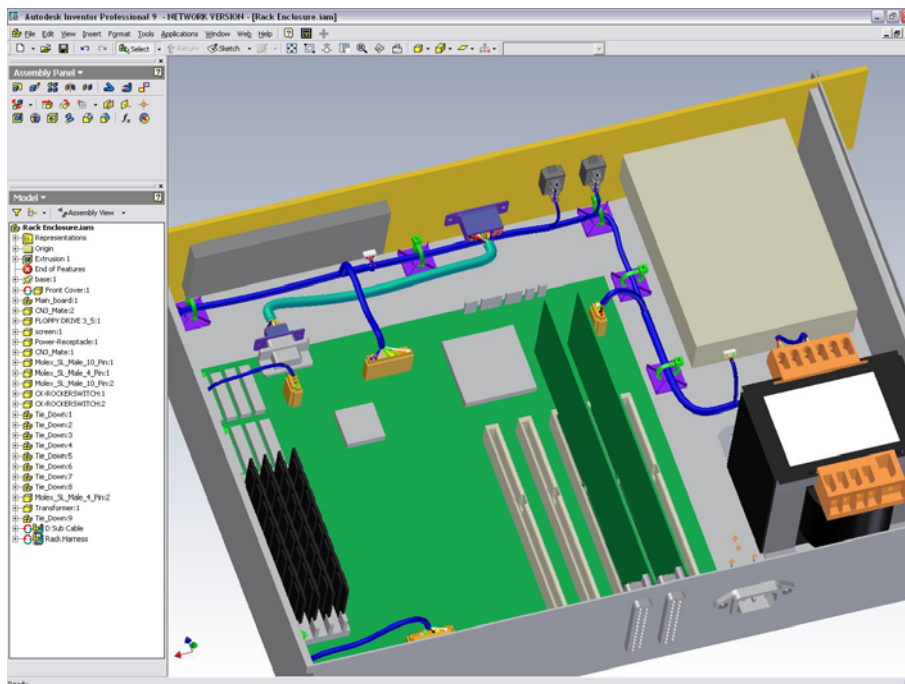 Autodesk Inventor Professional 9 - NETWORK VERSION - [Rack Enclosure.iam]
File Edit View Insert Format Tools Applications Window Web Help
Select Return Sketch
Assembly Panel
Model
Assembly View
Rack Enclosure.iam
Representations
Origin
Extrusion 1
End of Features
base:1
Front Cover:1
Main_board:1
CN3_Mate:2
FLOPPY DRIVE 3_5:1
screen:1
Power-Receptacle:1
CN3_Mate:1
Molex_SL_Male_10_Pin:1
Molex_SL_Male_4_Pin:1
Molex_SL_Male_10_Pin:2
CK-ROCKERSWITCH:1
CK-ROCKERSWITCH:2
Tie_Down:1
Tie_Down:2
Tie_Down:3
Tie_Down:4
Tie_Down:5
Tie_Down:6
Tie_Down:7
Tie_Down:8
Molex_SL_Male_4_Pin:2
Transformer:1
Tie_Down:9
D Sub Cable
Rack Harness
Ready